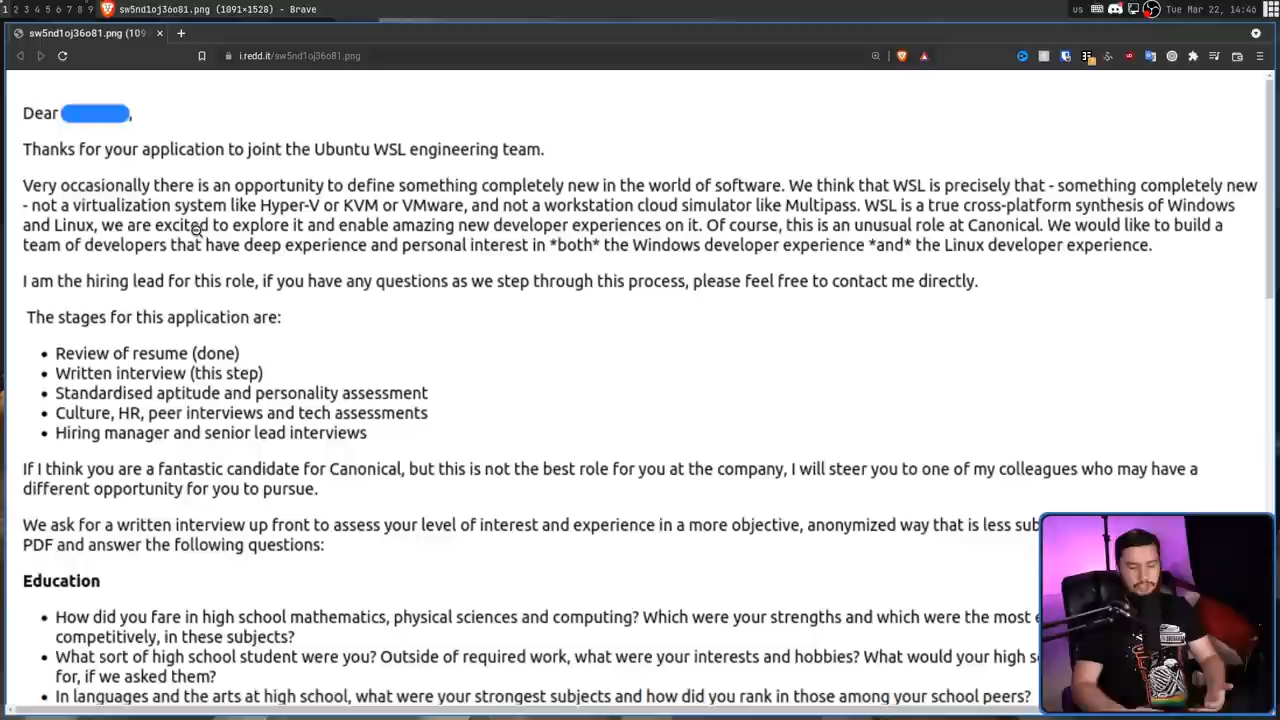 1 2 3 4 5 6 7 8 9 sw5nd1oj36o81.png (1091×1528) - Brave
us Tue Mar 22, 14:46
sw5nd1oj36o81.png (109
i.redd.it/sw5nd1oj36o81.png
Dear ,
Thanks for your application to joint the Ubuntu WSL engineering team.
Very occasionally there is an opportunity to define something completely new in the world of software. We think that WSL is precisely that - something completely new
- not a virtualization system like Hyper-V or KVM or VMware, and not a workstation cloud simulator like Multipass. WSL is a true cross-platform synthesis of Windows
and Linux, we are excited to explore it and enable amazing new developer experiences on it. Of course, this is an unusual role at Canonical. We would like to build a
team of developers that have deep experience and personal interest in *both* the Windows developer experience *and* the Linux developer experience.
I am the hiring lead for this role, if you have any questions as we step through this process, please feel free to contact me directly.
The stages for this application are:
• Review of resume (done)
• Written interview (this step)
• Standardised aptitude and personality assessment
• Culture, HR, peer interviews and tech assessments
• Hiring manager and senior lead interviews
If I think you are a fantastic candidate for Canonical, but this is not the best role for you at the company, I will steer you to one of my colleagues who may have a
different opportunity for you to pursue.
We ask for a written interview up front to assess your level of interest and experience in a more objective, anonymized way that is less
PDF and answer the following questions:
Education
• How did you fare in high school mathematics, physical sciences and computing? Which were your strengths and which were the most
competitively, in these subjects?
• What sort of high school student were you? Outside of required work, what were your interests and hobbies? What would your high
for, if we asked them?
• In languages and the arts at high school, what were your strongest subjects and how did you rank in those among your school peers?